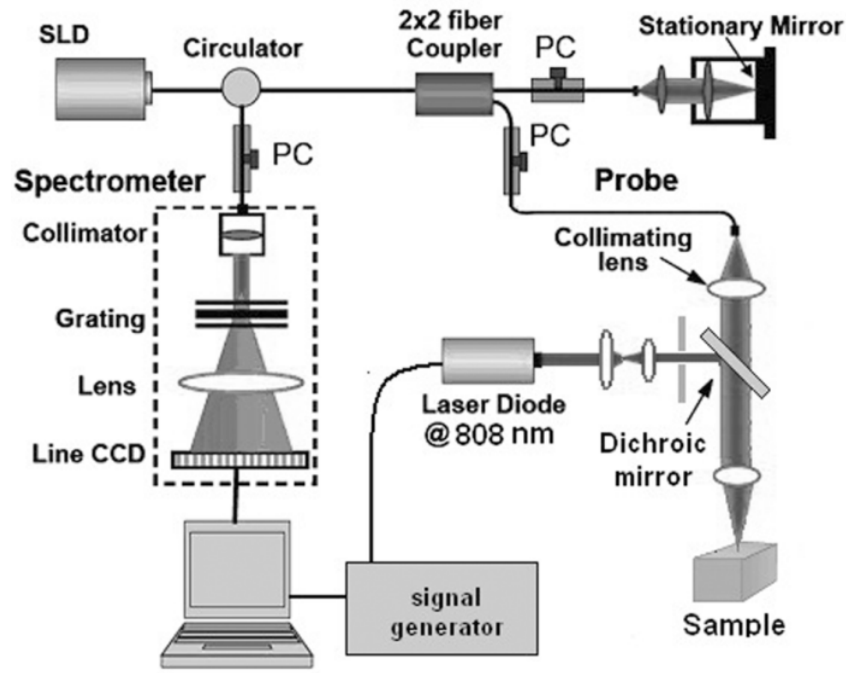 SLD
Circulator
2x2 fiber
Coupler
PC
Stationary Mirror
PC
PC
Spectrometer
Probe
Collimator
Collimating
lens
Grating
Lens
Laser Diode
@ 808 nm
Dichroic
mirror
Line CCD
signal
generator
Sample